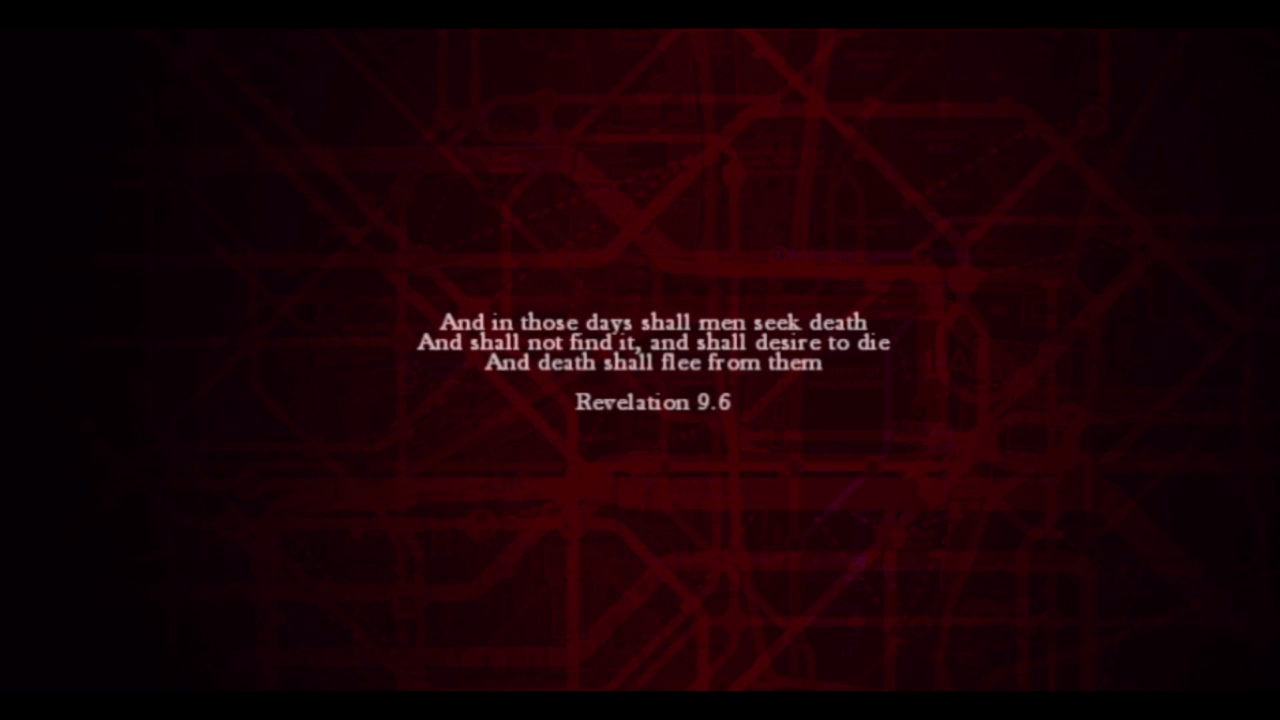 And in those days shall men seek death
And shall not find it, and shall desire to die
And death shall flee from them
Revelation 9.6